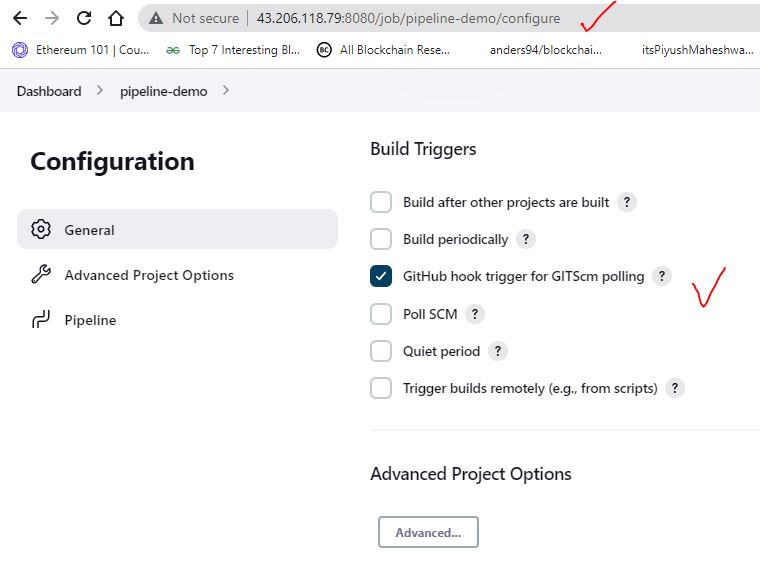 Not secure | 43.206.118.79:8080/job/pipeline-demo/configure
Ethereum 101 | Cou... Top 7 Interesting Bl... BC All Blockchain Rese... anders94/blockchai... itsPiyushMaheshwa...
Dashboard > pipeline-demo >
Configuration
General
Advanced Project Options
Pipeline
Build Triggers
Build after other projects are built ?
Build periodically ?
GitHub hook trigger for GITScm polling ?
Poll SCM ?
Quiet period ?
Trigger builds remotely (e.g., from scripts) ?
Advanced Project Options
Advanced...